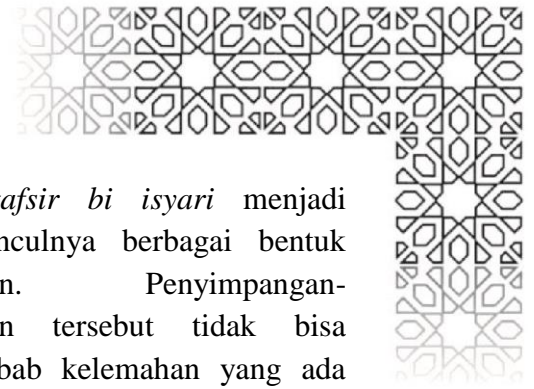 afsir bi isyari menjadi
nculnya berbagai bentuk
n. Penyimpangan-
n tersebut tidak bisa
bab kelemahan yang ada